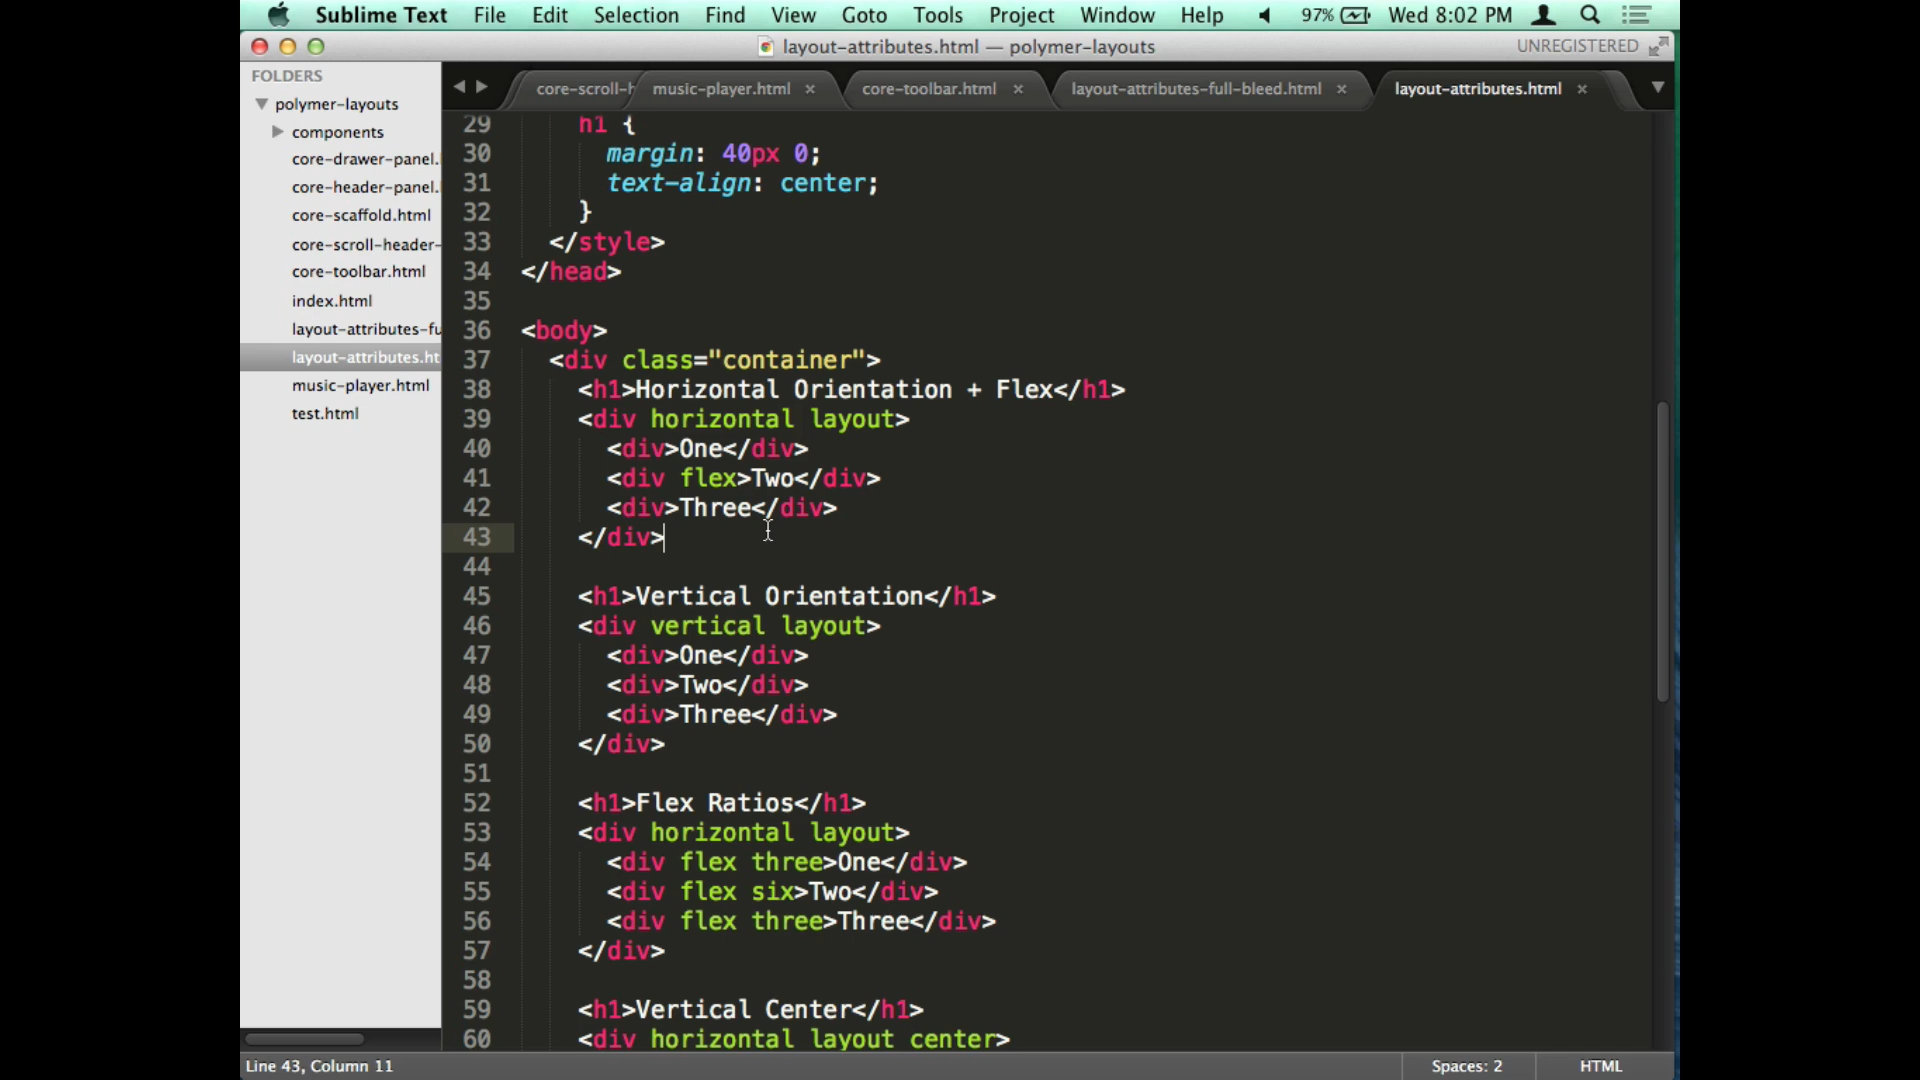 Sublime Text File Edit Selection Find View Goto Tools Project Window Help 97% Wed 8:02 PM
layout-attributes.html — polymer-layouts UNREGISTERED
FOLDERS
polymer-layouts
components
core-drawer-panel.
core-header-panel.
core-scaffold.html
core-scroll-header-
core-toolbar.html
index.html
layout-attributes-fu
layout-attributes.ht
music-player.html
test.html
core-scroll-h music-player.html × core-toolbar.html × layout-attributes-full-bleed.html × layout-attributes.html ×
29 h1 {
30 margin: 40px 0;
31 text-align: center;
32 }
33 </style>
34 </head>
35
36 <body>
37 <div class="container">
38 <h1>Horizontal Orientation + Flex</h1>
39 <div horizontal layout>
40 <div>One</div>
41 <div flex>Two</div>
42 <div>Three</div>
43 </div>
44
45 <h1>Vertical Orientation</h1>
46 <div vertical layout>
47 <div>One</div>
48 <div>Two</div>
49 <div>Three</div>
50 </div>
51
52 <h1>Flex Ratios</h1>
53 <div horizontal layout>
54 <div flex three>One</div>
55 <div flex six>Two</div>
56 <div flex three>Three</div>
57 </div>
58
59 <h1>Vertical Center</h1>
60 <div horizontal layout center>
Line 43, Column 11 Spaces: 2 HTML